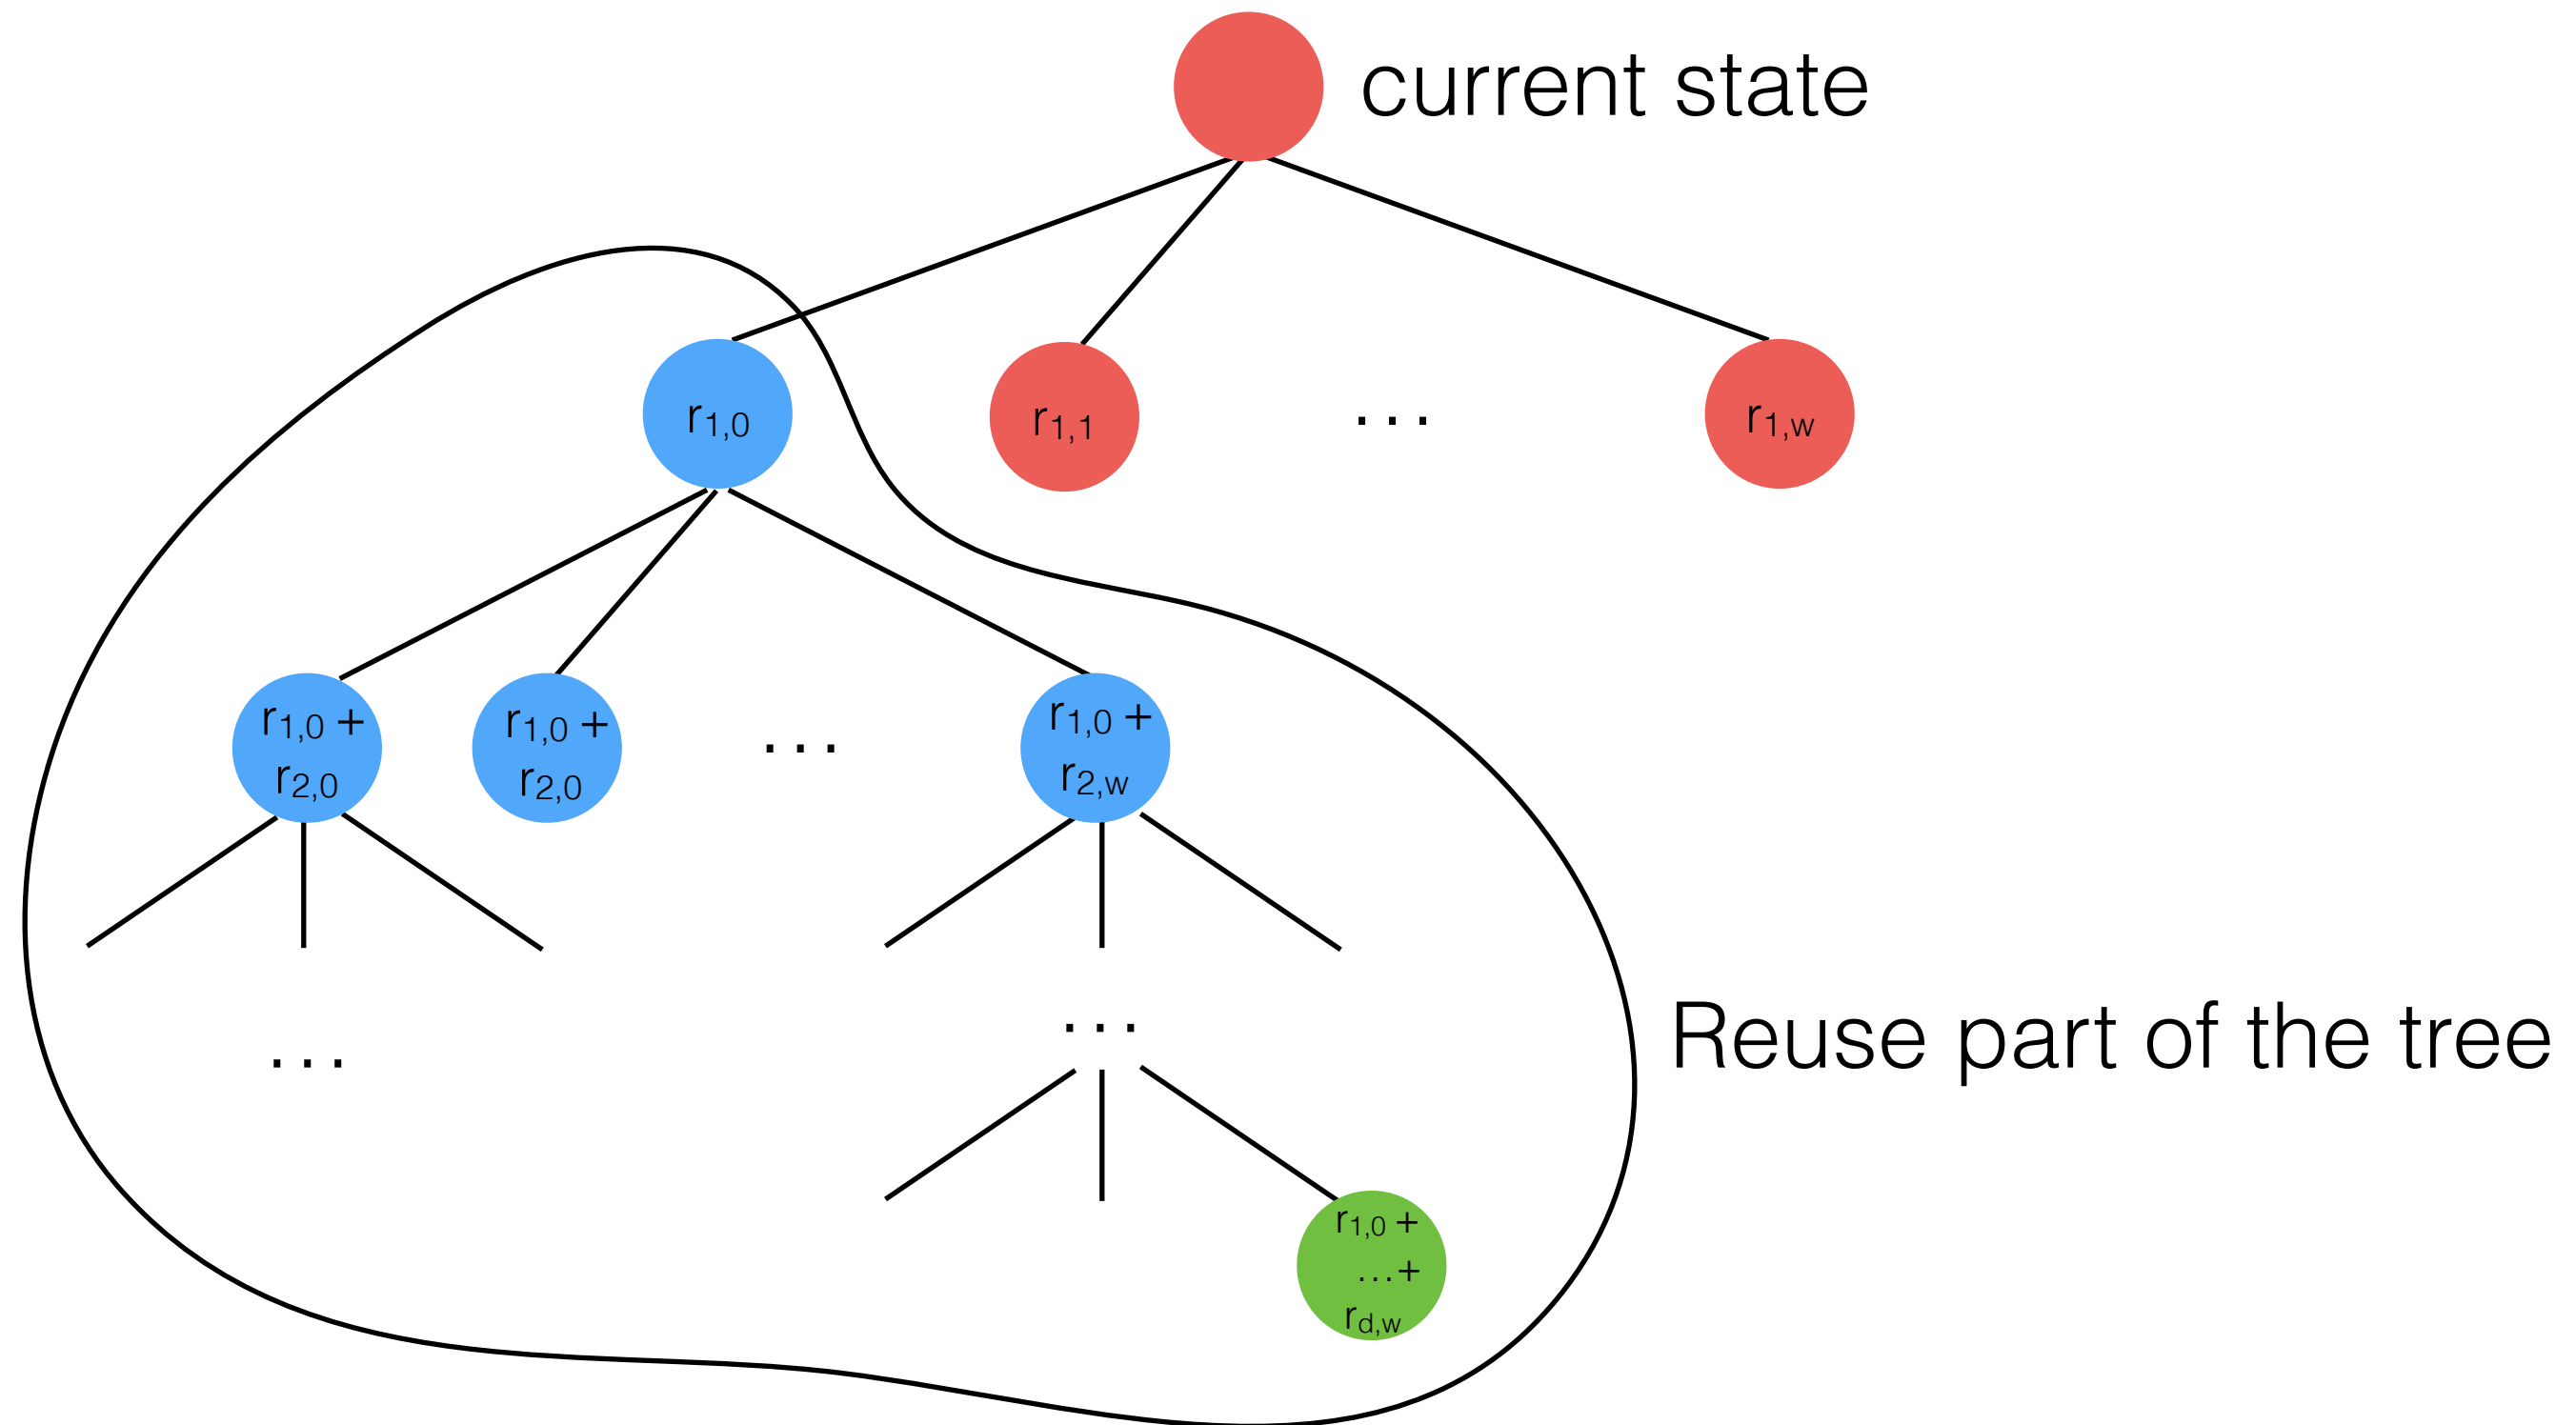 current state
r1,0
r1,1
...
r1,w
r1,0 +
r2,0
r1,0 +
r2,0
...
r1,0 +
r2,w
...
...
Reuse part of the tree
r1,0 +
...+
rd,w